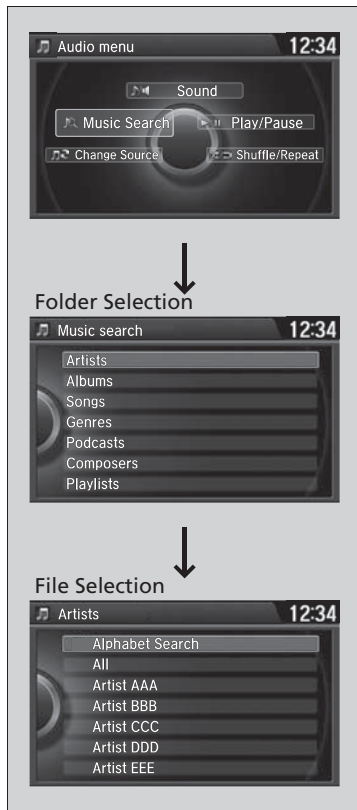 Audio menu 12:34
Sound
Music Search Play/Pause
Change Source Shuffle/Repeat
Folder Selection
Music search 12:34
Artists
Albums
Songs
Genres
Podcasts
Composers
Playlists
File Selection
Artists 12:34
Alphabet Search
All
Artist AAA
Artist BBB
Artist CCC
Artist DDD
Artist EEE